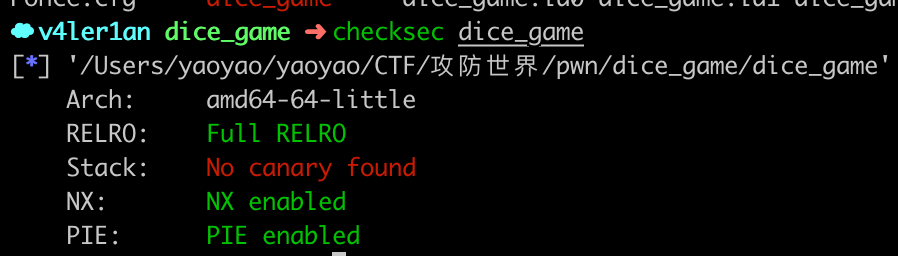 dice_game
v4ler1an dice_game ➜ checksec dice_game
[*] '/Users/yaoyao/yaoyao/CTF/攻防世界/pwn/dice_game/dice_game'
Arch: amd64-64-little
RELRO: Full RELRO
Stack: No canary found
NX: NX enabled
PIE: PIE enabled